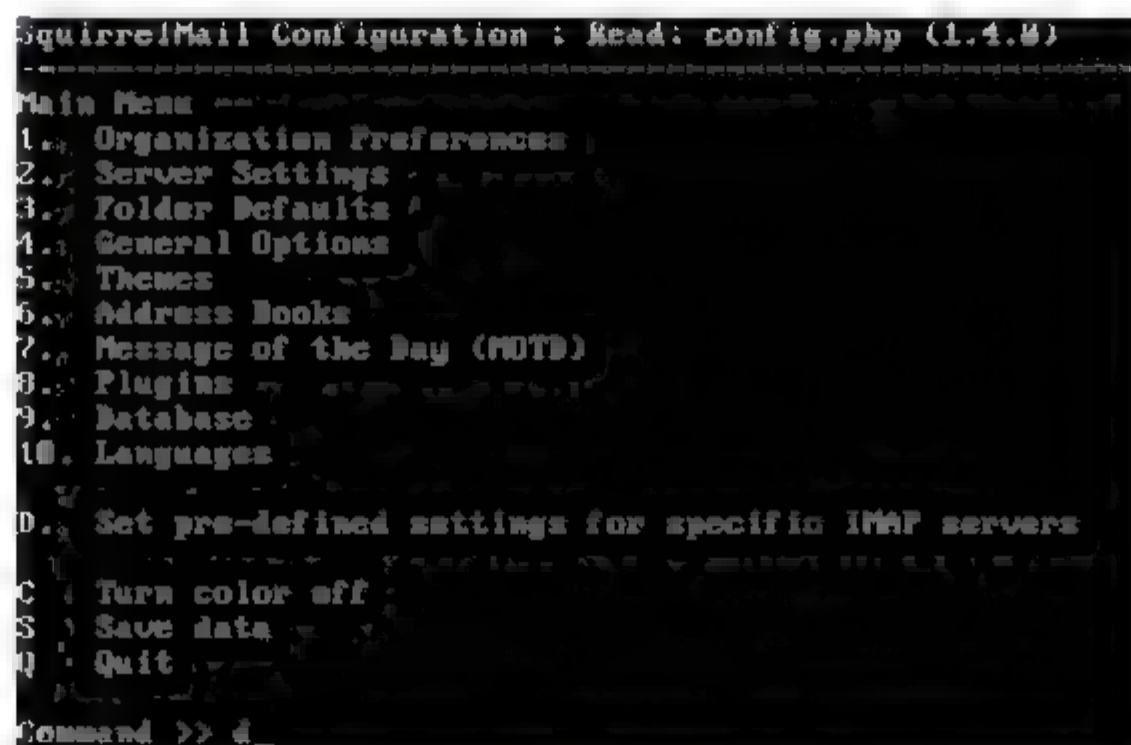 SquirrelMail Configuration : Read: config.php (1.4.0)
Main Menu --
1. Organization Preferences
2. Server Settings
3. Folder Defaults
4. General Options
5. Themes
6. Address Books
7. Message of the Day (MOTD)
8. Plugins
9. Database
10. Languages
D. Set pre-defined settings for specific IMAP servers
C Turn color off
S Save data
Q Quit
Command >> d_